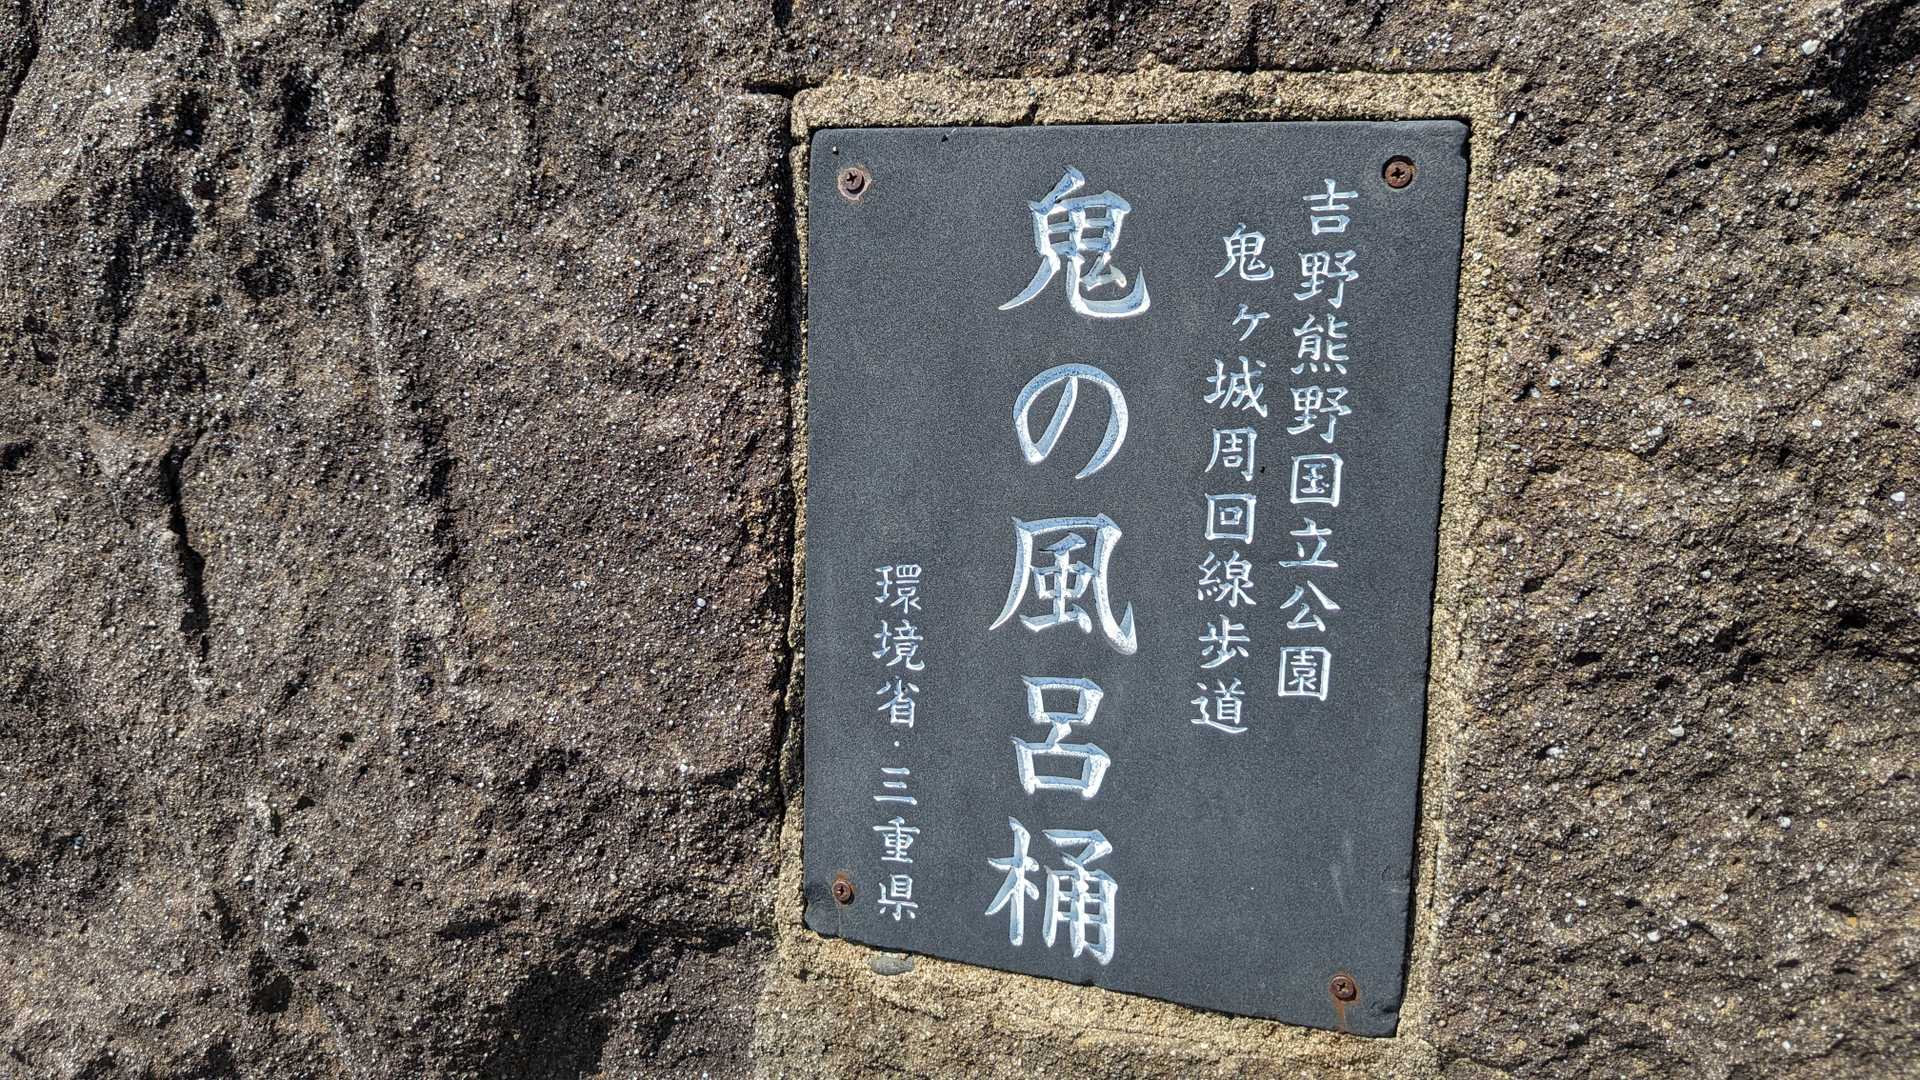 吉野熊野国立公園
鬼ヶ城周回線歩道
鬼の風呂桶
環境省・三重県